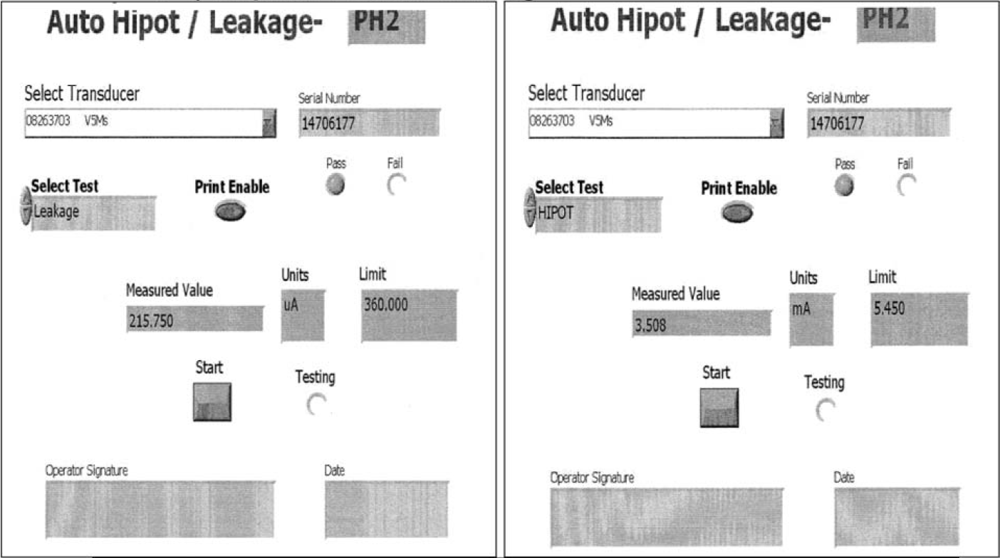 Auto Hipot / Leakage- PH2
Select Transducer
Serial Number
08263703 V5Ms
14706177
Pass
Fail
Select Test
Print Enable
Leakage
Measured Value
Units
Limit
215.750
uA
360.000
Start
Testing
Operator Signature
Date
Auto Hipot / Leakage- PH2
Select Transducer
Serial Number
08263703 V5Ms
14706177
Pass
Fail
Select Test
Print Enable
HIPOT
Measured Value
Units
Limit
3.508
mA
5.450
Start
Testing
Operator Signature
Date